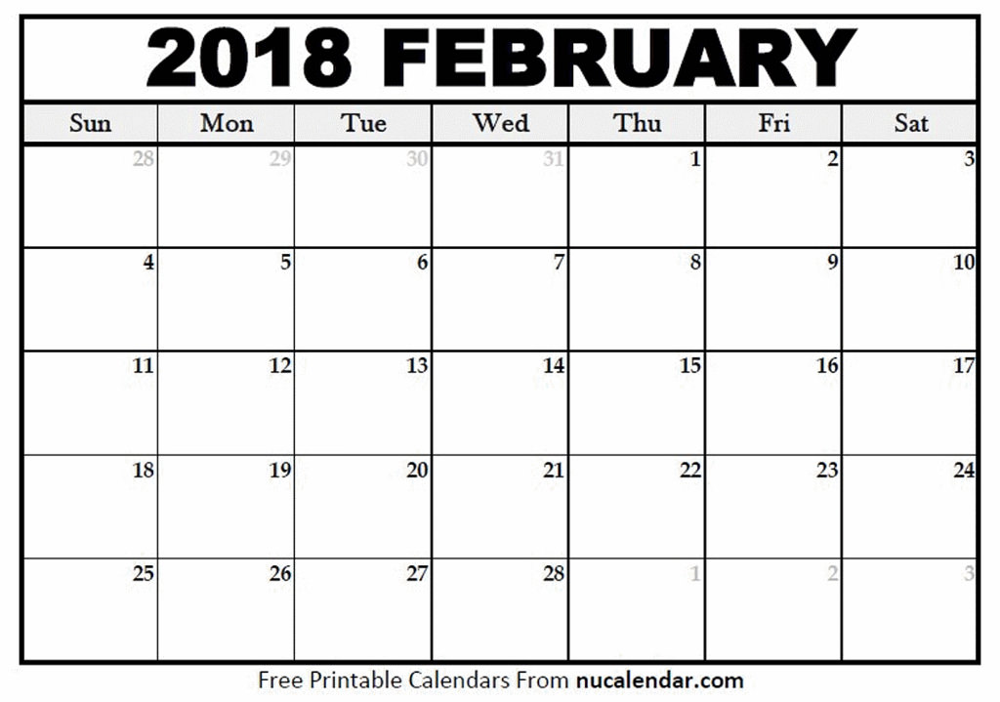 2018 FEBRUARY
Sun Mon Tue Wed Thu Fri Sat
28 29 30 31 1 2 3
4 5 6 7 8 9 10
11 12 13 14 15 16 17
18 19 20 21 22 23 24
25 26 27 28 1 2 3
Free Printable Calendars From nucalendar.com